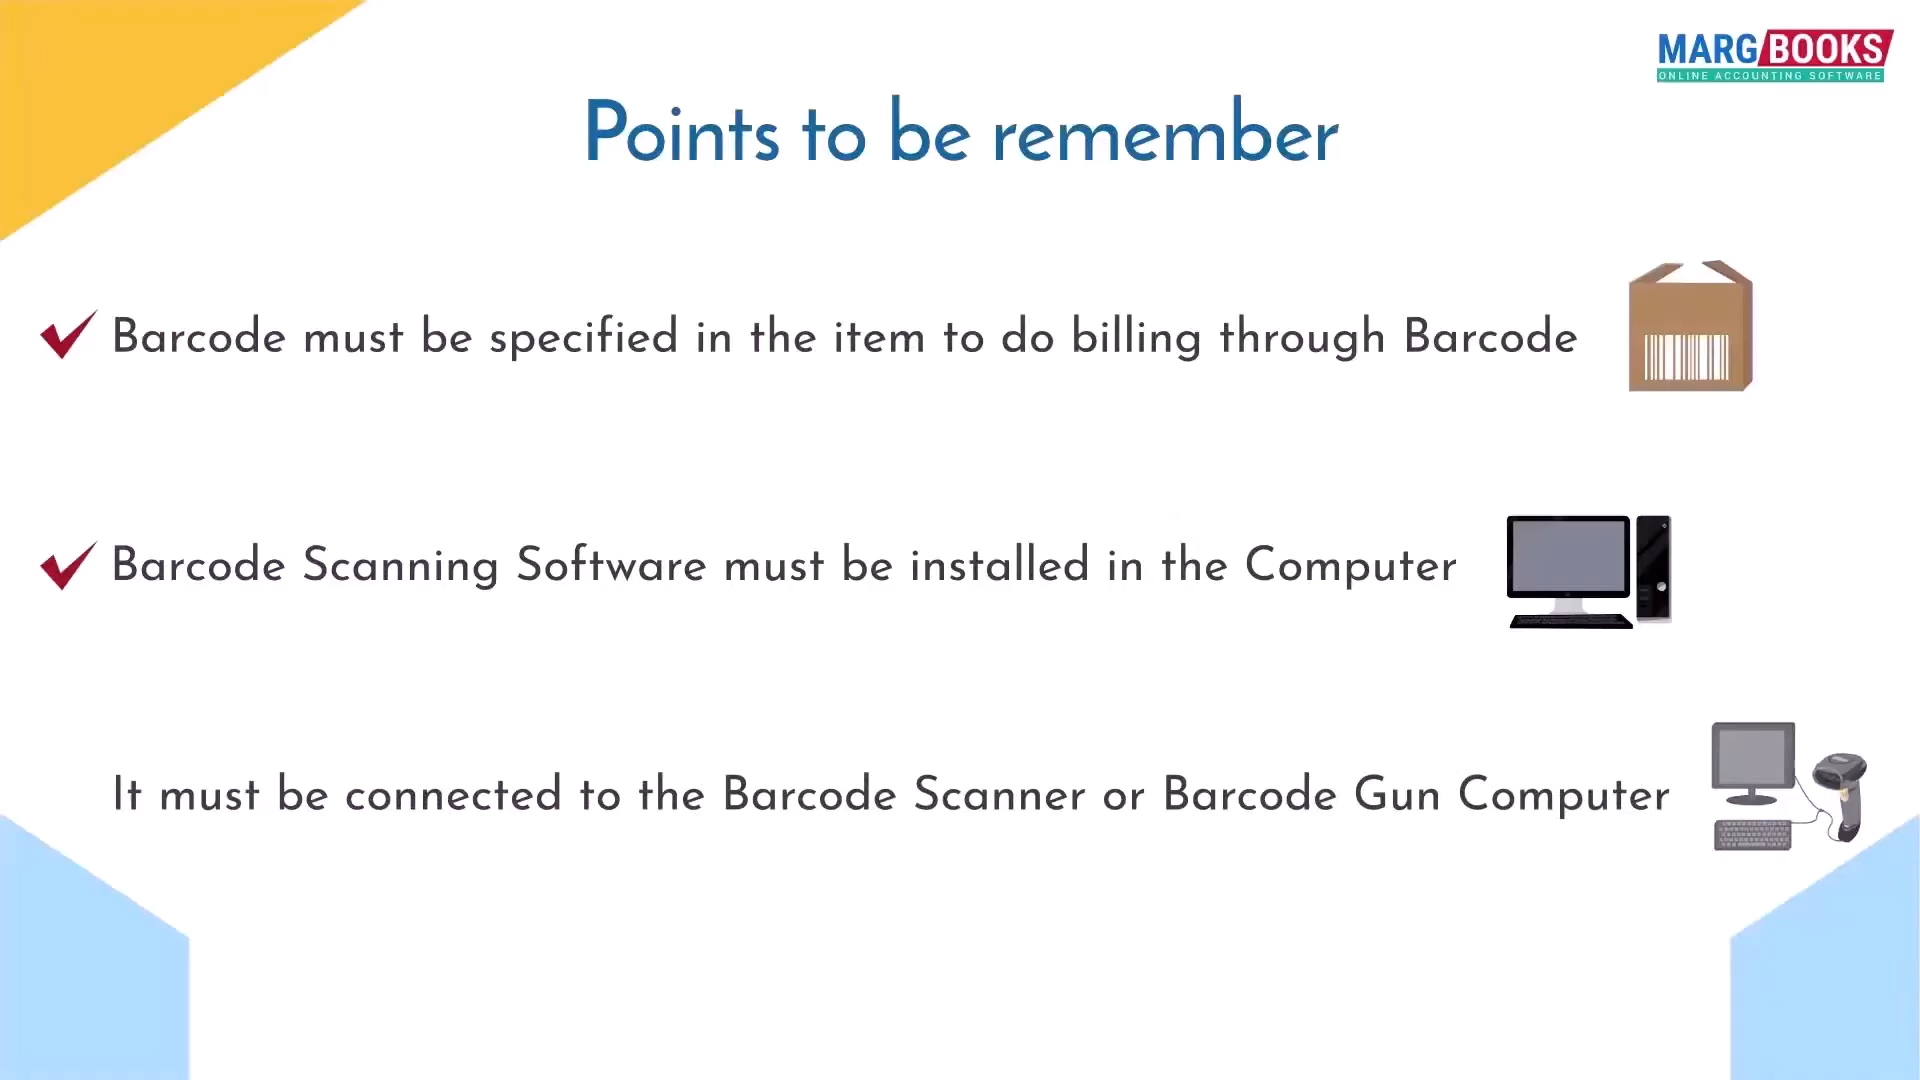 MARG BOOKS
ONLINE ACCOUNTING SOFTWARE
Points to be remember
Barcode must be specified in the item to do billing through Barcode
Barcode Scanning Software must be installed in the Computer
It must be connected to the Barcode Scanner or Barcode Gun Computer